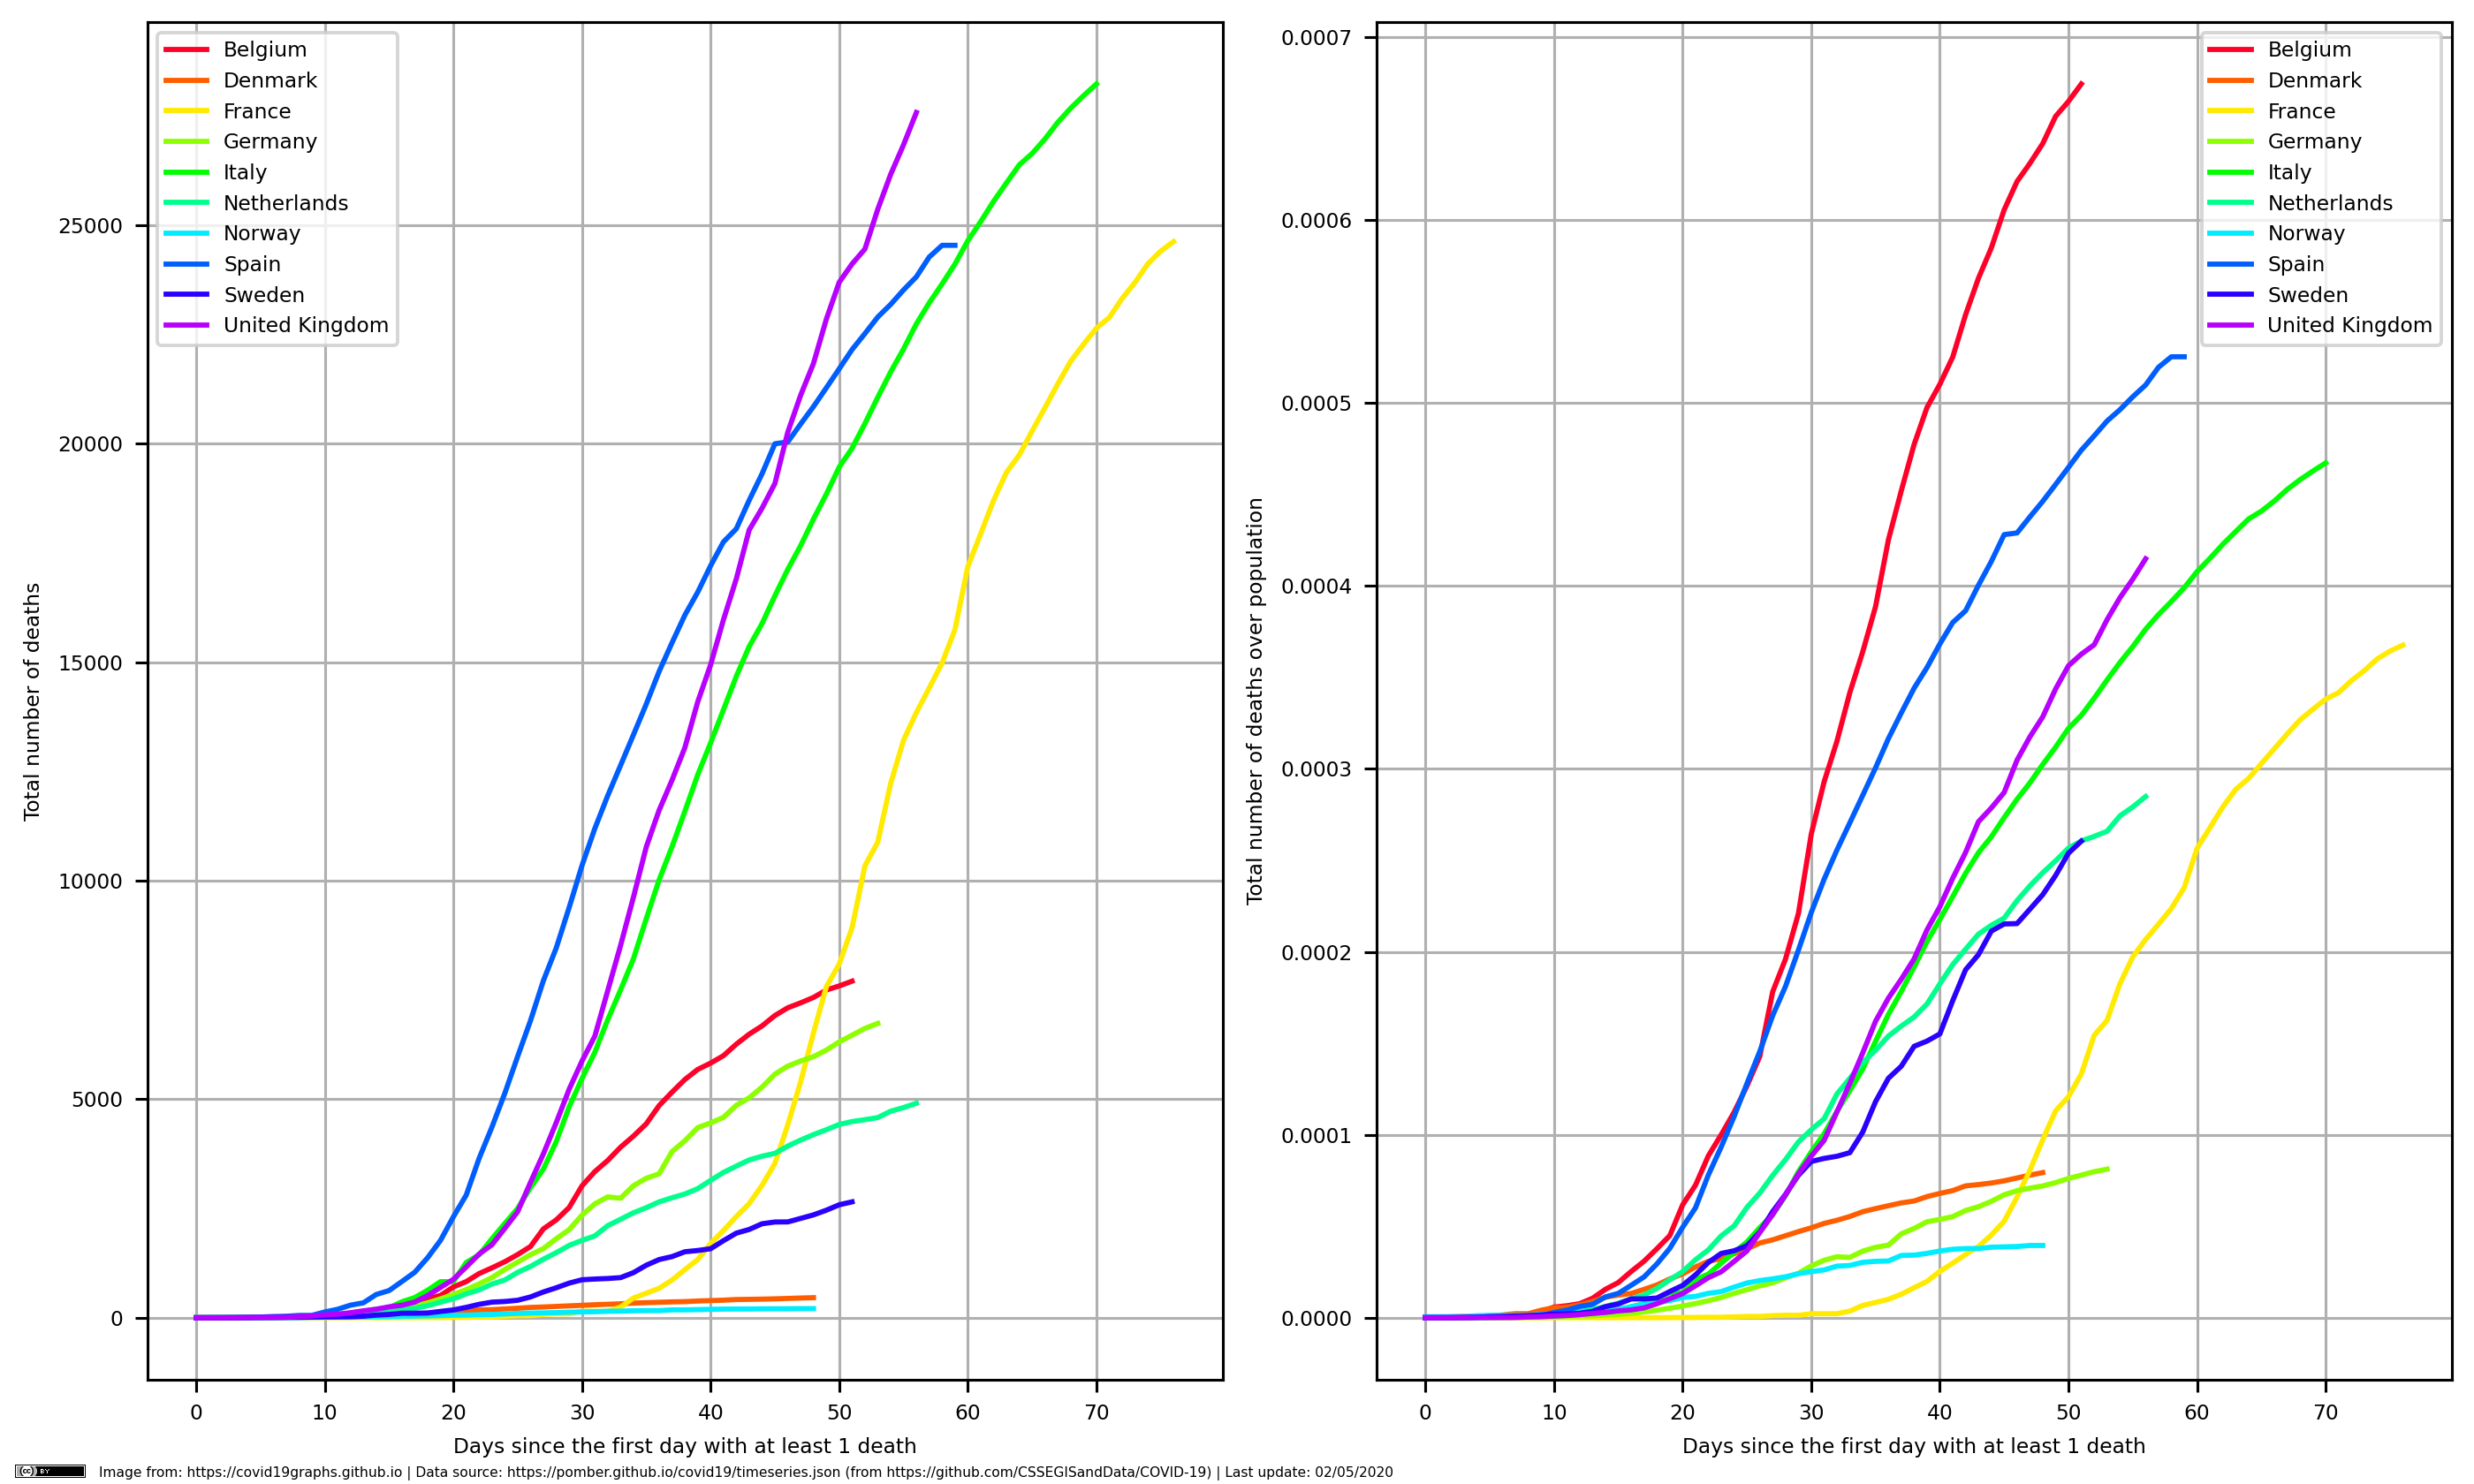 Belgium
Denmark
France
Germany
Italy
Netherlands
Norway
Spain
Sweden
United Kingdom
25000
20000
15000
10000
5000
0
Total number of deaths
0 10 20 30 40 50 60 70
Days since the first day with at least 1 death
Belgium
Denmark
France
Germany
Italy
Netherlands
Norway
Spain
Sweden
United Kingdom
0.0007
0.0006
0.0005
0.0004
0.0003
0.0002
0.0001
0.0000
Total number of deaths over population
0 10 20 30 40 50 60 70
Days since the first day with at least 1 death
cc BY Image from: https://covid19graphs.github.io | Data source: https://pomber.github.io/covid19/timeseries.json (from https://github.com/CSSEGISandData/COVID-19) | Last update: 02/05/2020